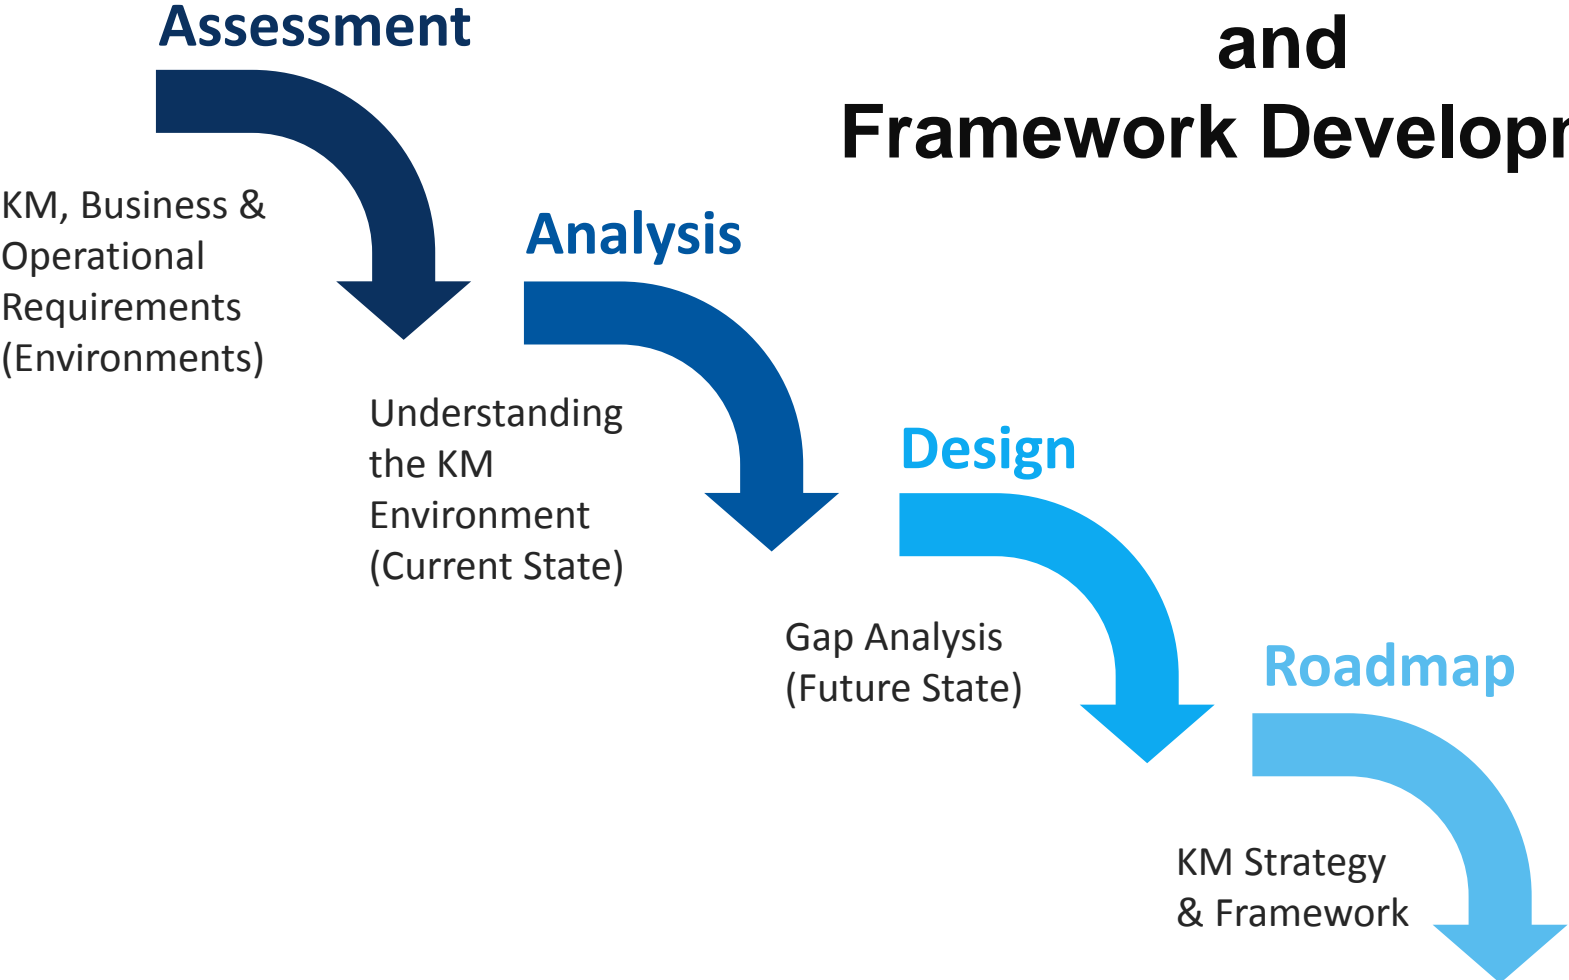 Assessment
and
Framework
KM, Business &
Operational
Requirements
(Environments)
Analysis
Understanding
the KM
Environment
(Current State)
Design
Gap Analysis
(Future State)
Roadmap
KM Strategy
& Framework